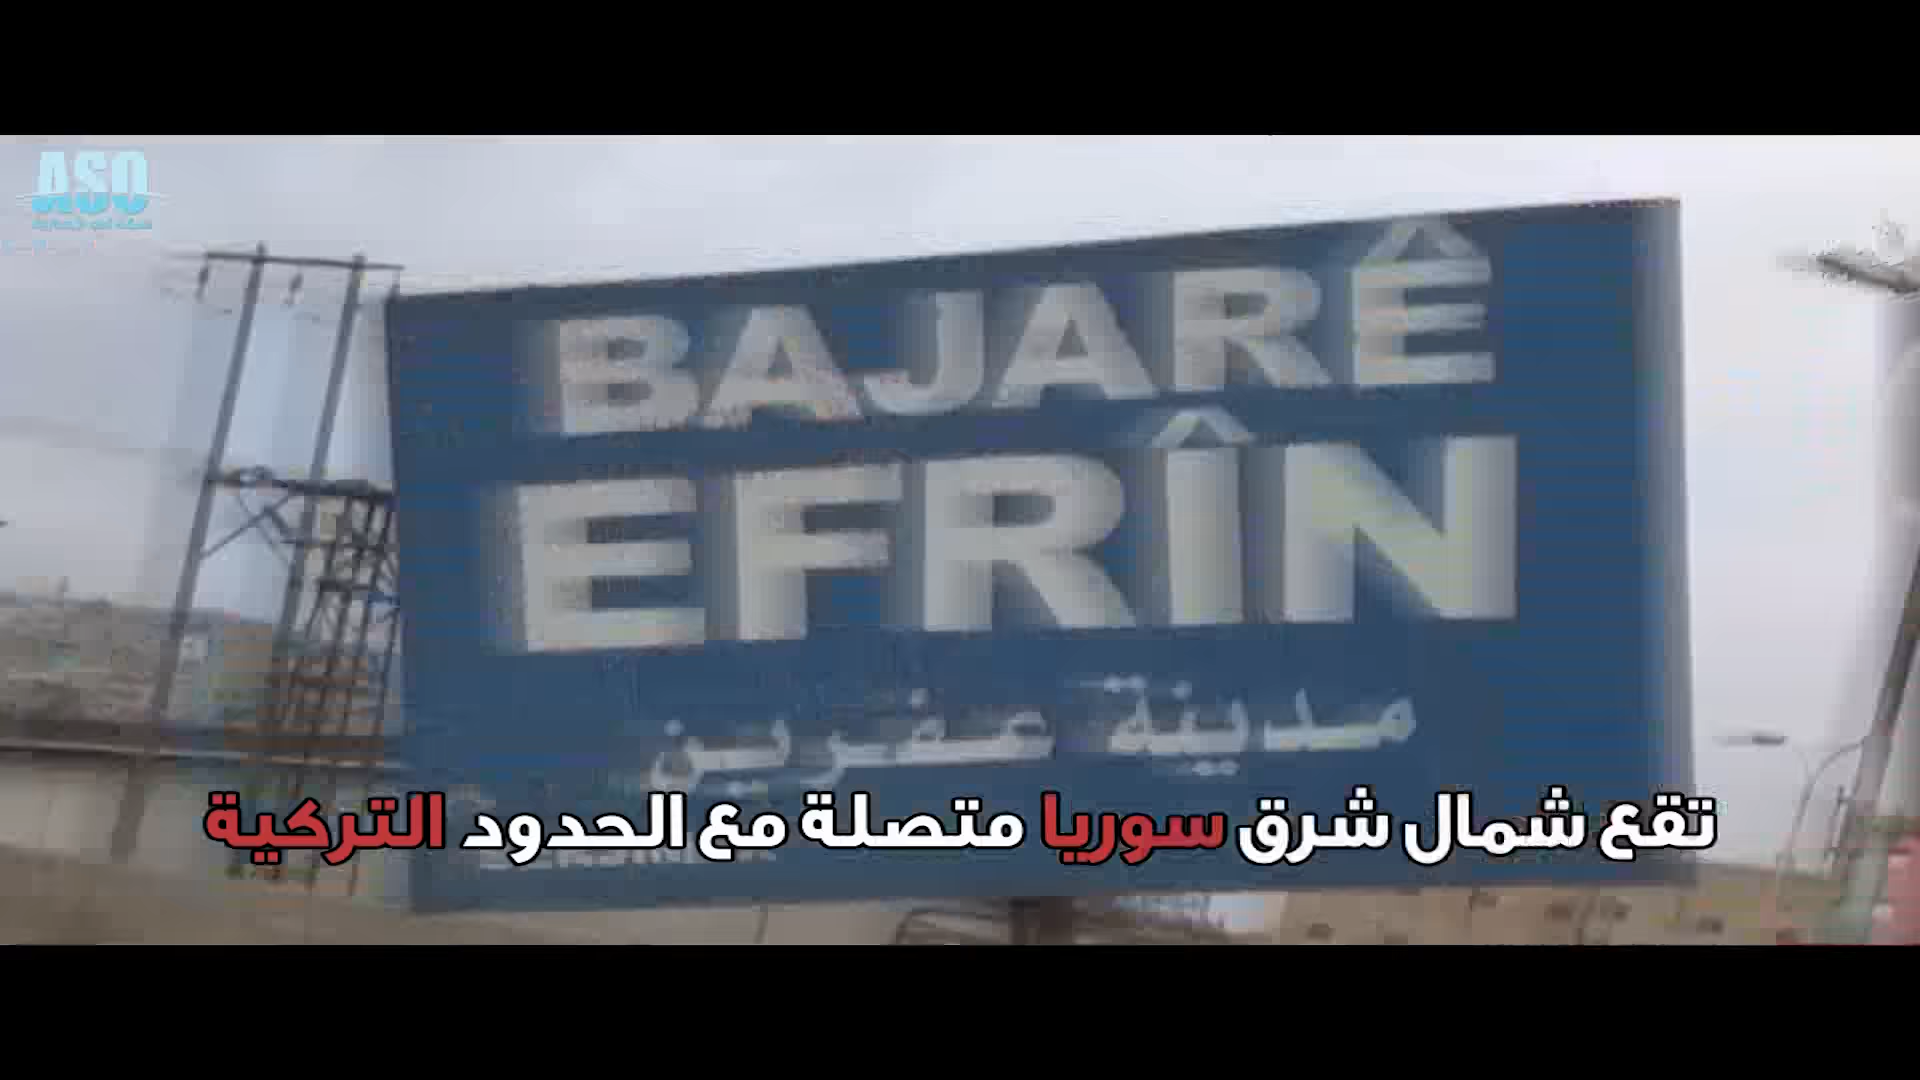 ASO
BAJARÊ
EFRÎN
مدينة عفرين
تقع شمال شرق سوريا متصلة مع الحدود التركية